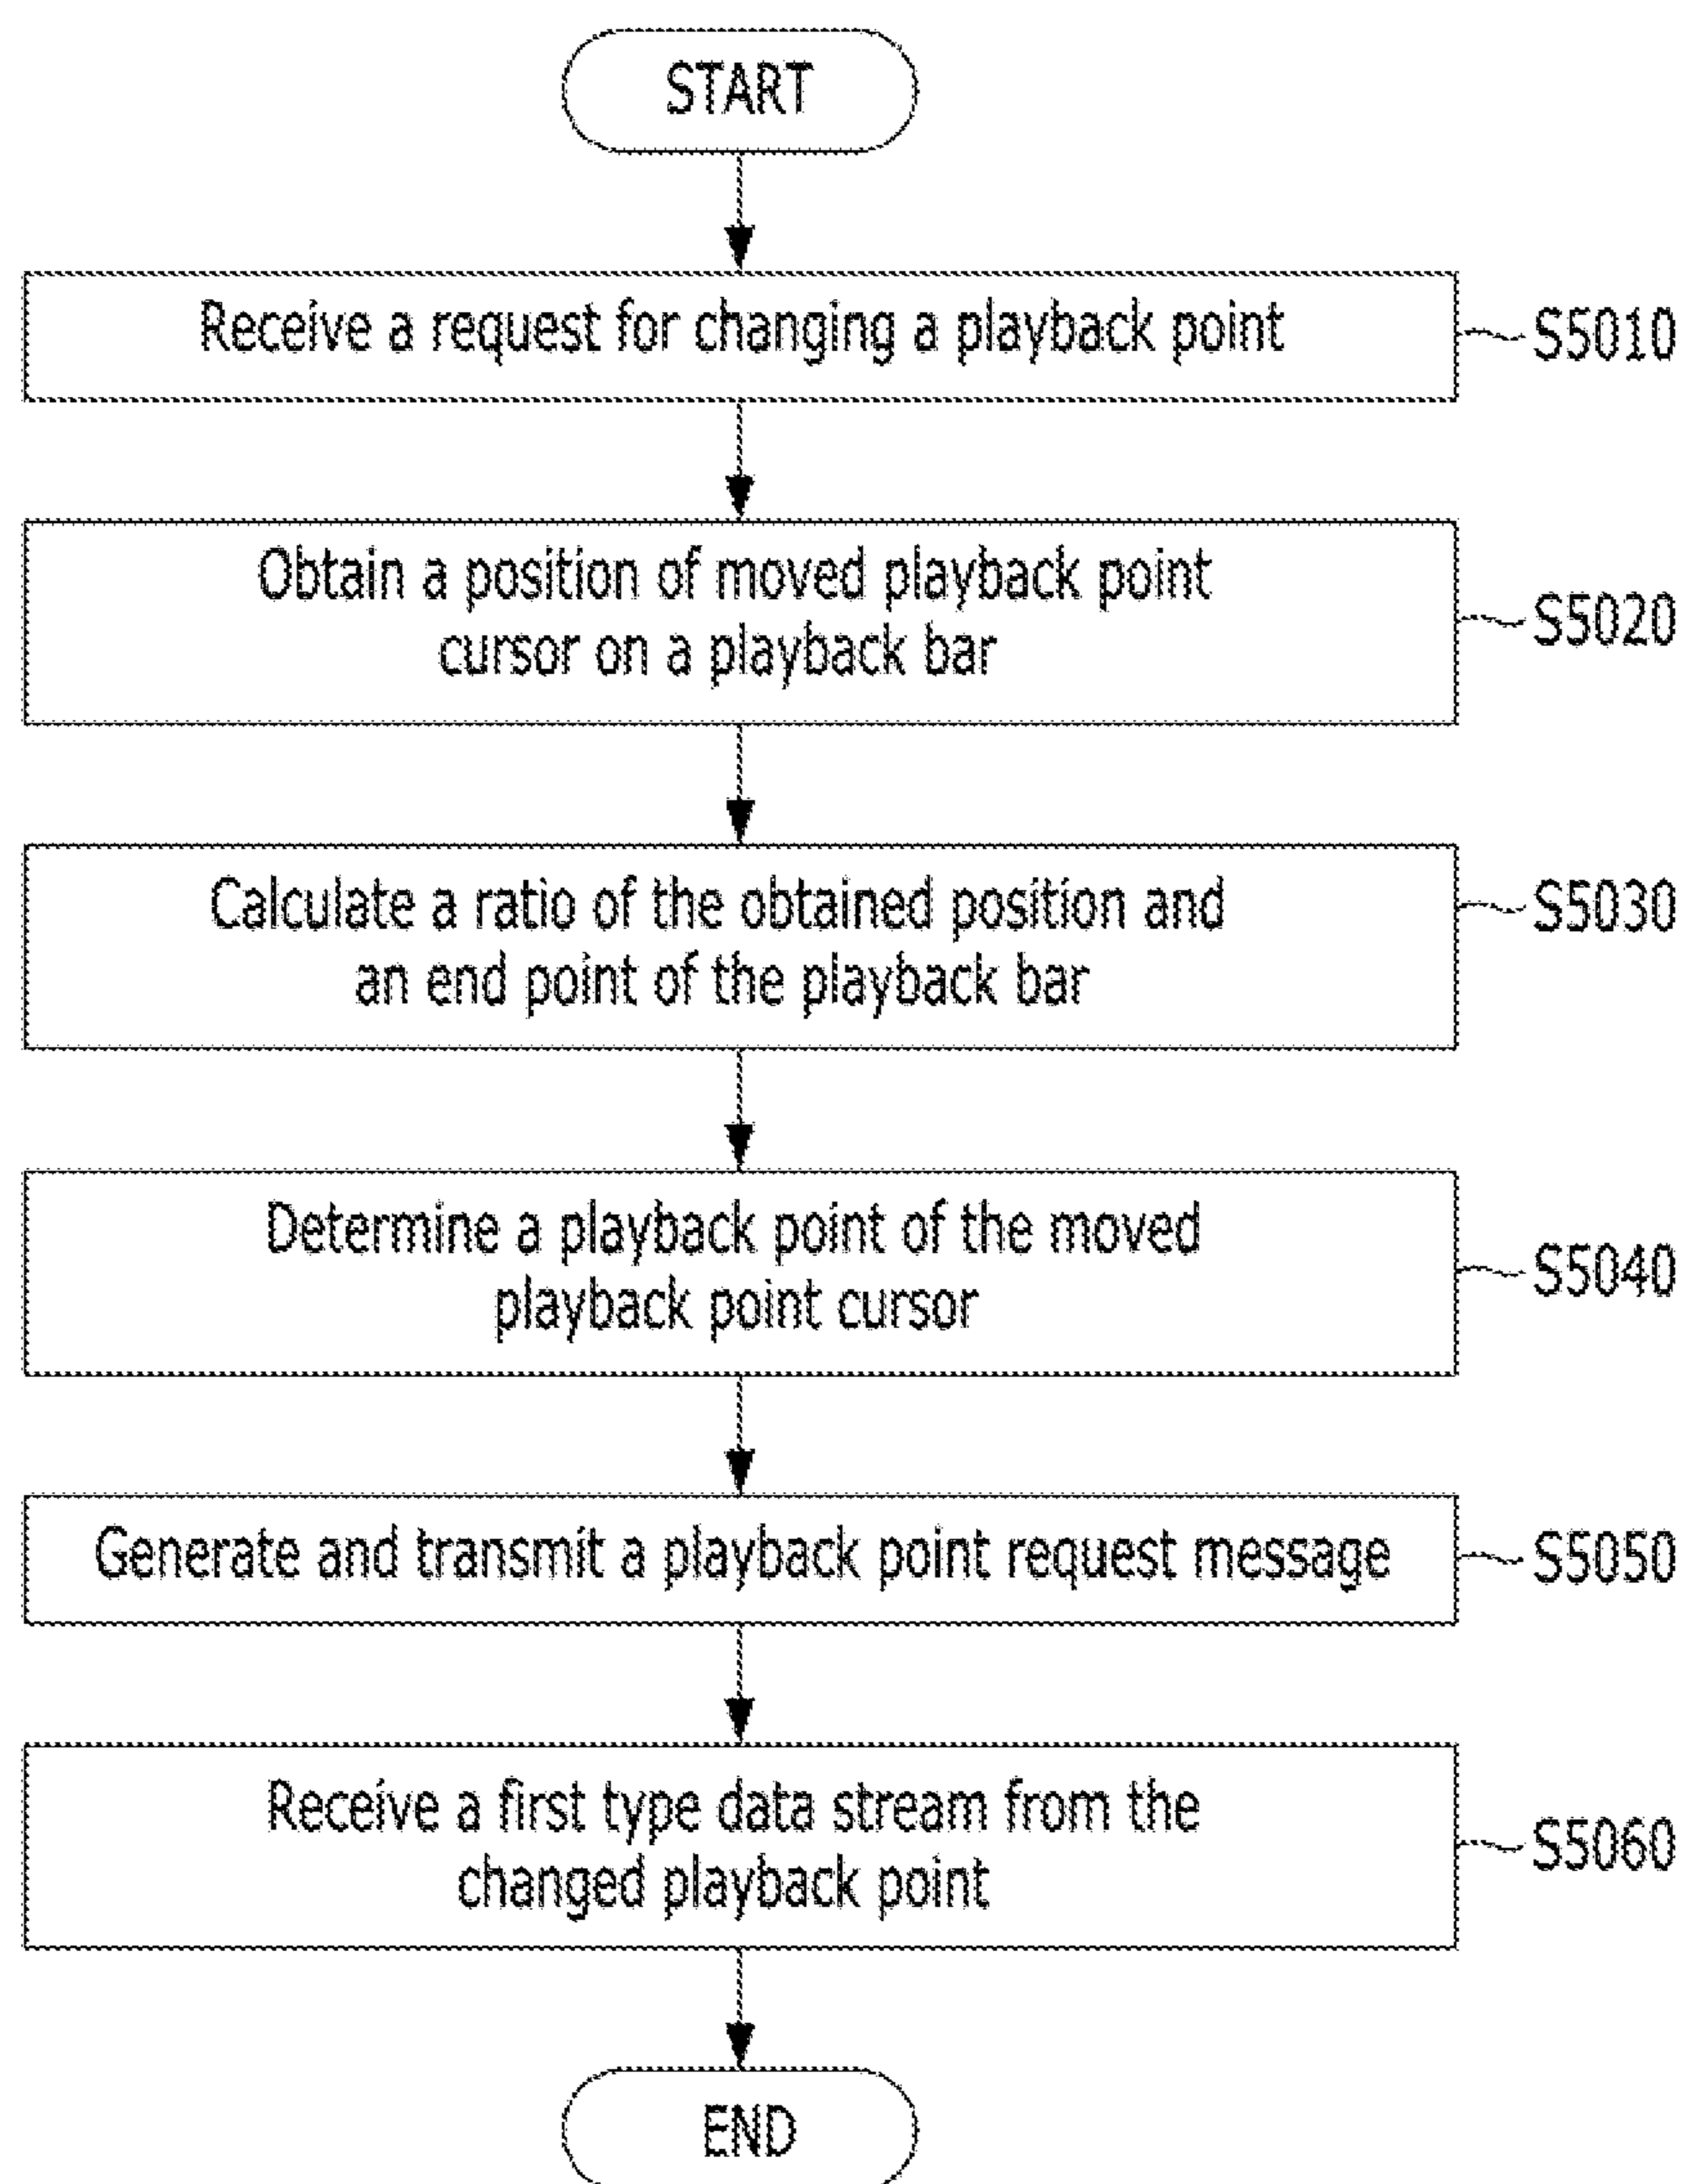 START
Receive a request for changing a playback point
S5010
Obtain a position of moved playback point
cursor on a playback bar
S5020
Calculate a ratio of the obtained position and
an end point of the playback bar
S5030
Determine a playback point of the moved
playback point cursor
S5040
Generate and transmit a playback point request message
S5050
Receive a first type data stream from the
changed playback point
S5060
END